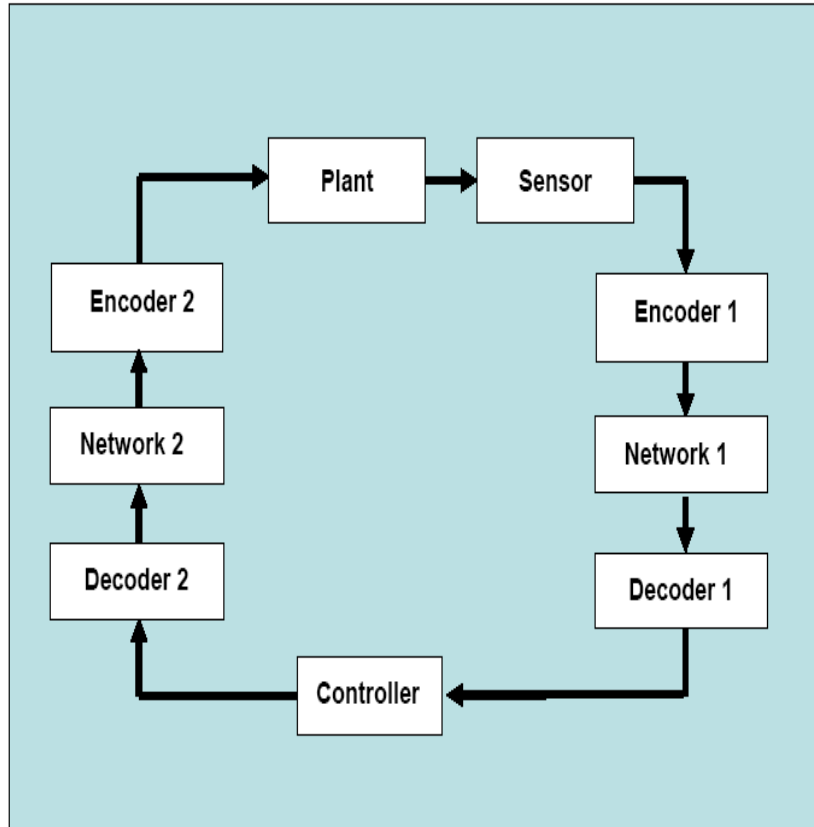 Plant
Sensor
Encoder 2
Encoder 1
Network 2
Network 1
Decoder 2
Decoder 1
Controller